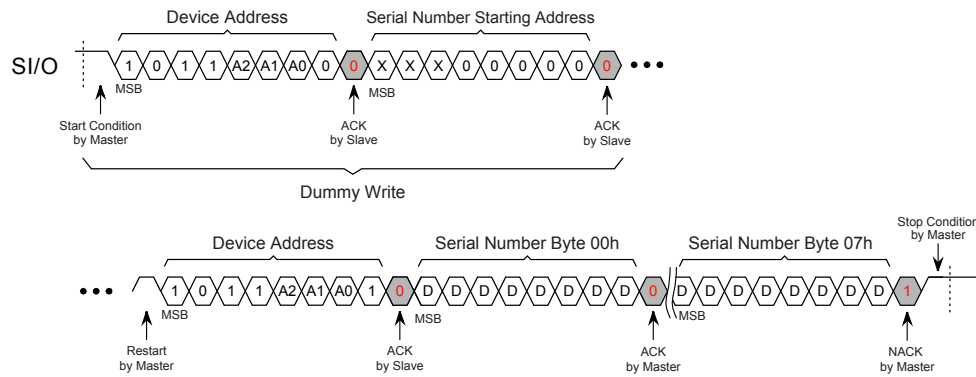 Device Address Serial Number Starting Address
SI/O 1 0 1 1 A2 A1 A0 0 0 X X X 0 0 0 0 0 0 •••
MSB MSB
Start Condition by Master
ACK by Slave
ACK by Slave
Dummy Write
Stop Condition by Master
Device Address Serial Number Byte 00h Serial Number Byte 07h
••• 1 0 1 1 A2 A1 A0 1 0 D D D D D D D D 0 D D D D D D D D 1
MSB MSB MSB
Restart by Master
ACK by Slave
ACK by Master
NACK by Master